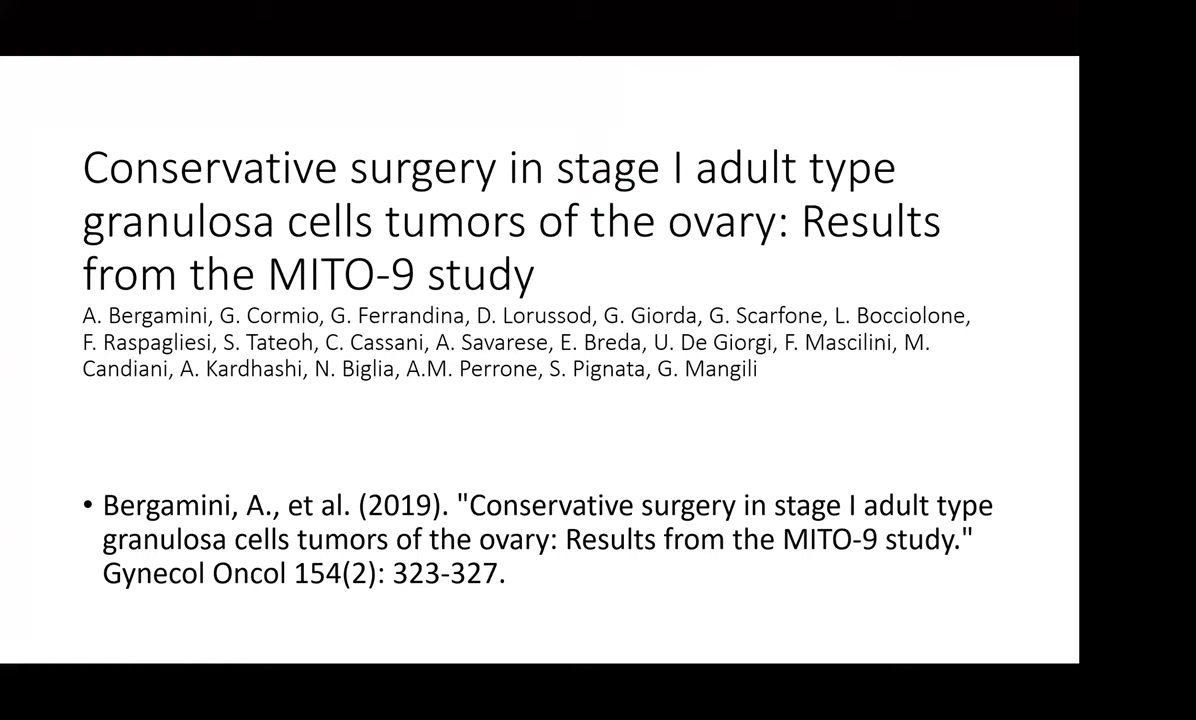 Conservative surgery in stage I adult type
granulosa cells tumors of the ovary: Results
from the MITO-9 study
A. Bergamini, G. Cormio, G. Ferrandina, D. Lorussod, G. Giorda, G. Scarfone, L. Bocciolone,
F. Raspagliesi, S. Tateoh, C. Cassani, A. Savarese, E. Breda, U. De Giorgi, F. Mascilini, M.
Candiani, A. Kardhashi, N. Biglia, A.M. Perrone, S. Pignata, G. Mangili
• Bergamini, A., et al. (2019). "Conservative surgery in stage I adult type
granulosa cells tumors of the ovary: Results from the MITO-9 study."
Gynecol Oncol 154(2): 323-327.